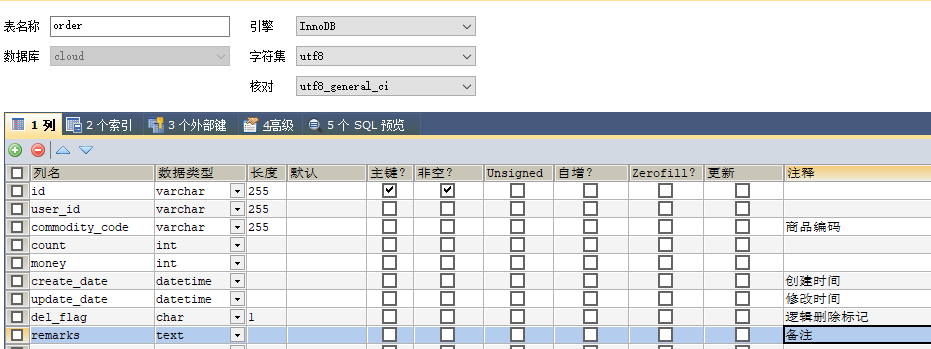 表名称 order 引擎 InnoDB
数据库 cloud 字符集 utf8
核对 utf8_general_ci
1 列 2 个索引 3 个外部键 4高级 5 个 SQL 预览
列名 数据类型 长度 默认 主键? 非空? Unsigned 自增? Zerofill? 更新 注释
id varchar 255
user_id varchar 255
commodity_code varchar 255 商品编码
count int
money int
create_date datetime 创建时间
update_date datetime 修改时间
del_flag char 1 逻辑删除标记
remarks text 备注